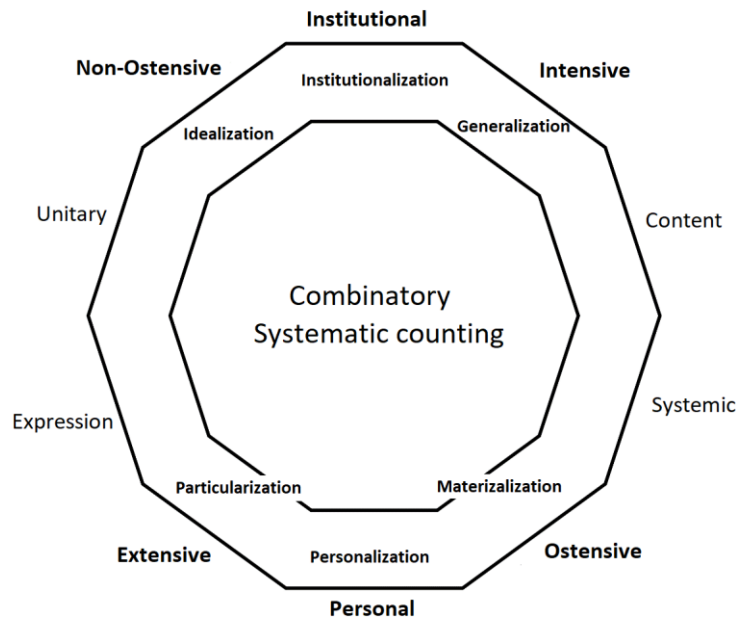 Institutional
Non-Ostensive
Intensive
Institutionalization
Idealization
Generalization
Unitary
Content
Combinatory
Systematic counting
Expression
Systemic
Particularization
Materizalization
Extensive
Personalization
Ostensive
Personal